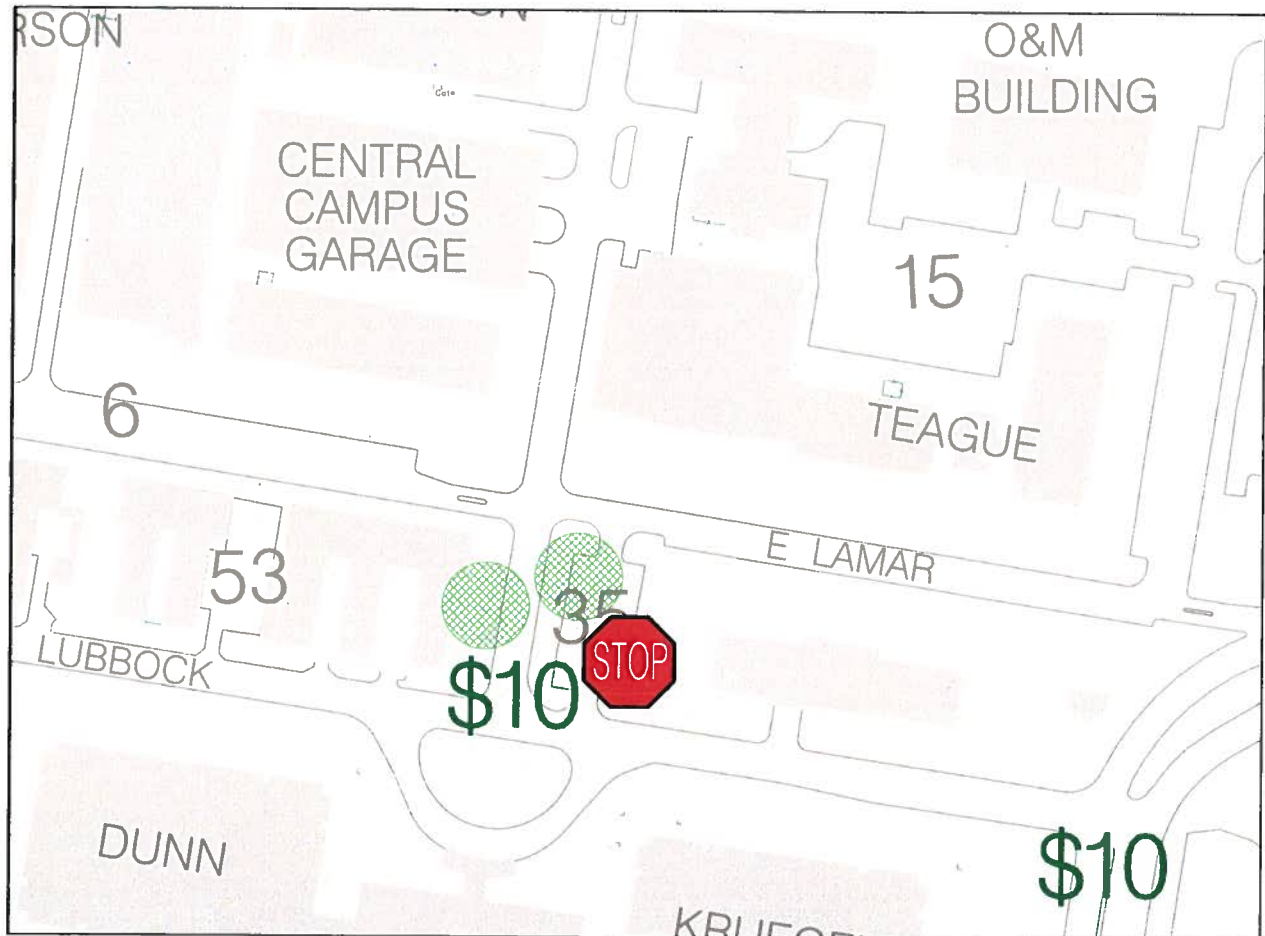 RSON
O&M
BUILDING
CENTRAL
CAMPUS
GARAGE
15
6
TEAGUE
E LAMAR
53
35
STOP
LUBBOCK
$10
DUNN
$10